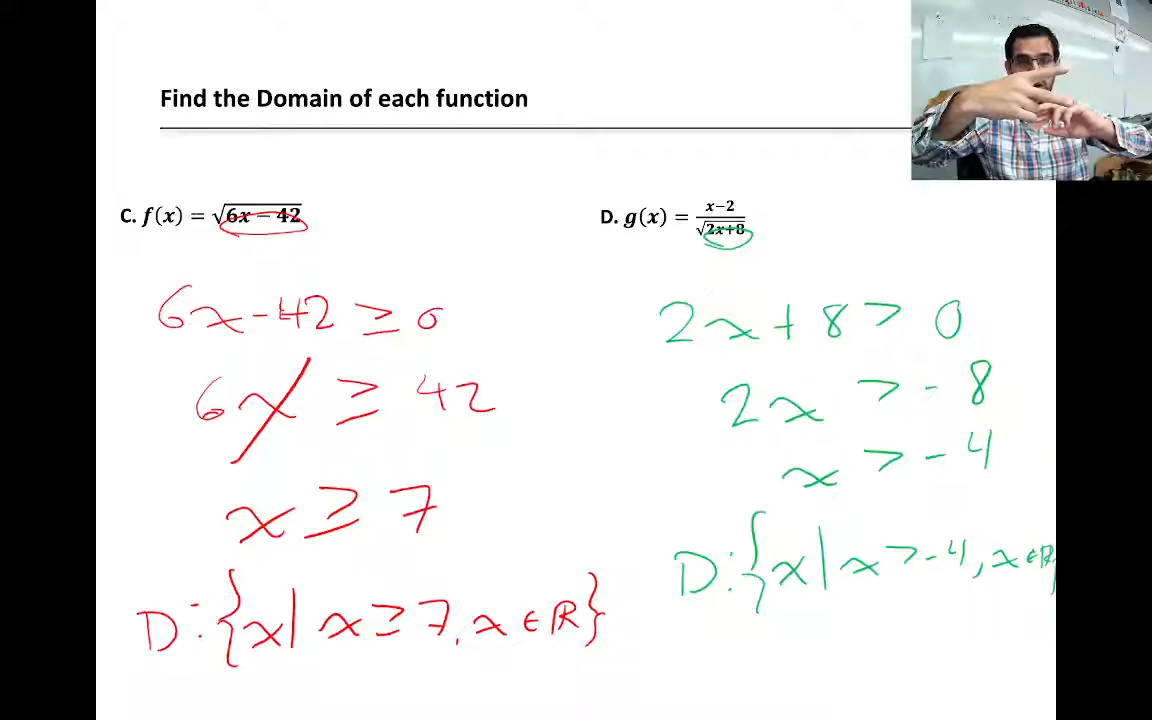 Find the Domain of each function
C. f(x) = √6x − 42
6x - 42 ≥ 0
6x ≥ 42
x ≥ 7
D: {x | x ≥ 7, x ∈ ℝ}
D. g(x) = x−2 / √2x+8
2x + 8 > 0
2x > -8
x > -4
D: {x | x > -4, x ∈ ℝ}